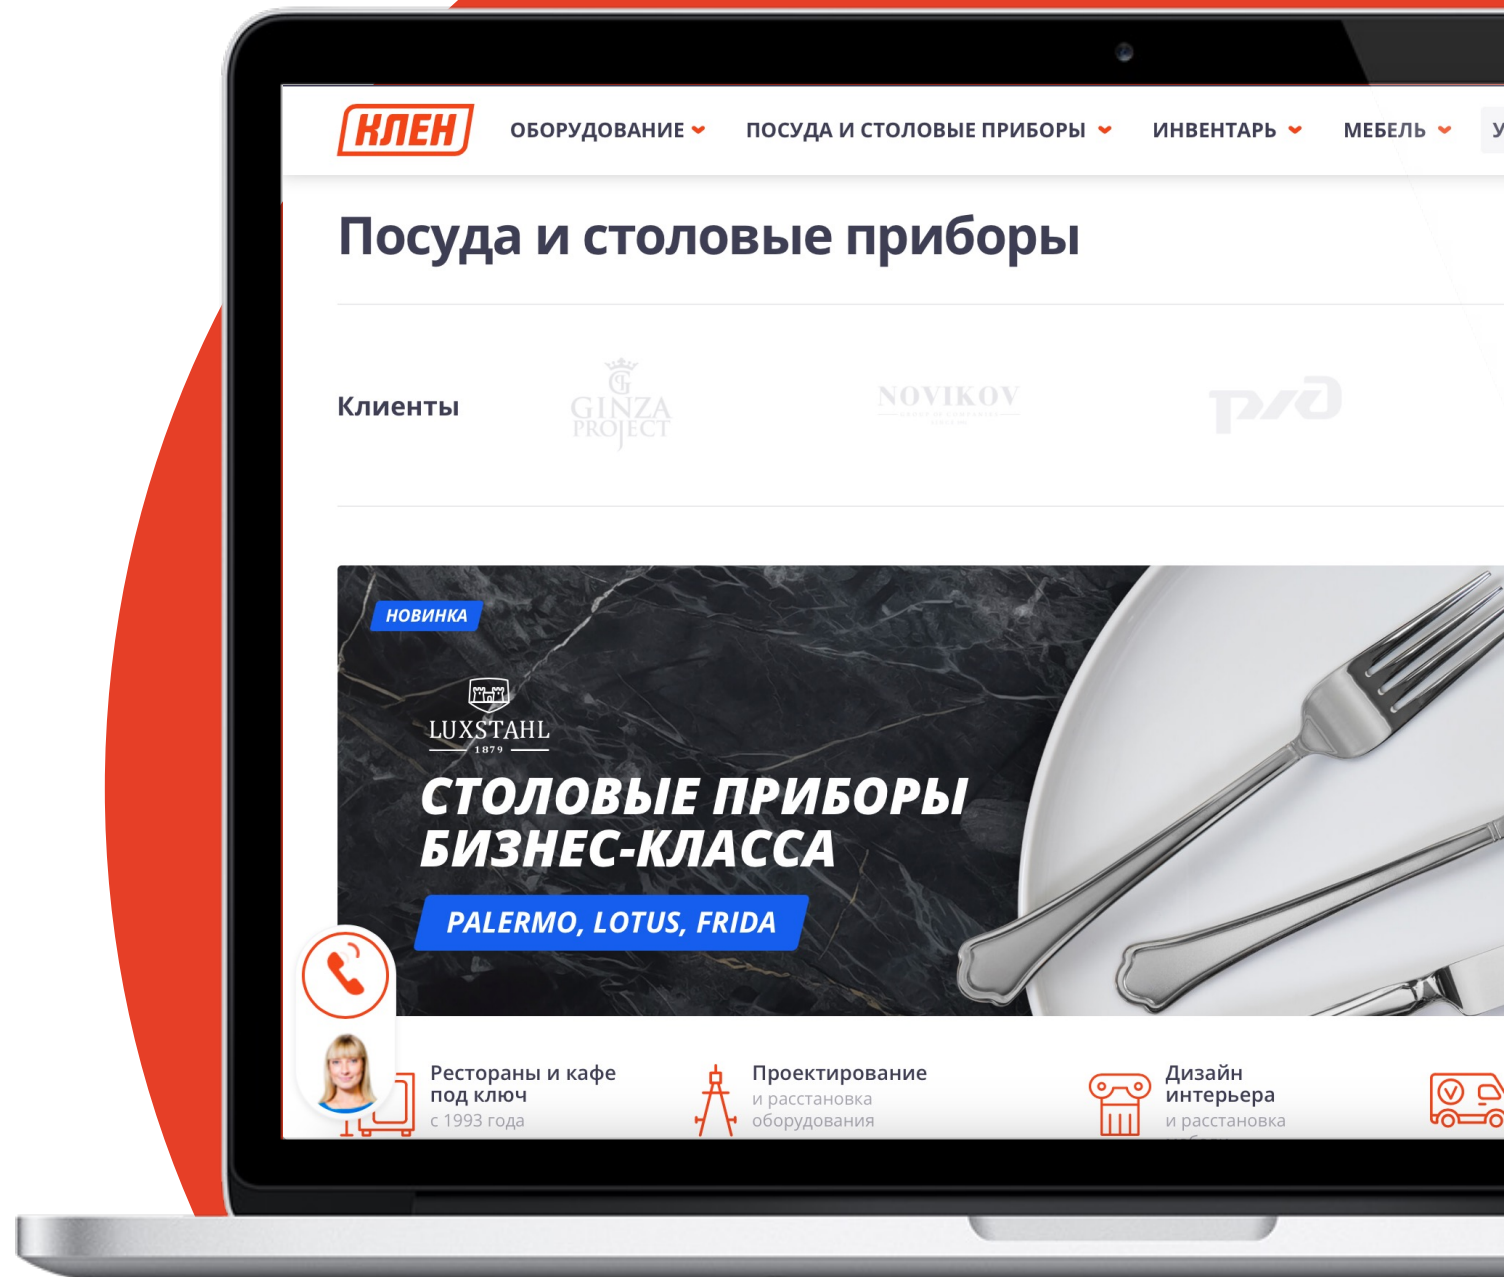 КЛЕН
ОБОРУДОВАНИЕ
ПОСУДА И СТОЛОВЫЕ ПРИБОРЫ
ИНВЕНТАРЬ
МЕБЕЛЬ
У
Посуда и столовые приборы
Клиенты
GINZA
PROJECT
NOVIKOV
РЖД
НОВИНКА
LUXSTAHL
1879
СТОЛОВЫЕ ПРИБОРЫ
БИЗНЕС-КЛАССА
PALERMO, LOTUS, FRIDA
Рестораны и кафе
под ключ
с 1993 года
Проектирование
и расстановка
оборудования
Дизайн
интерьера
и расстановка